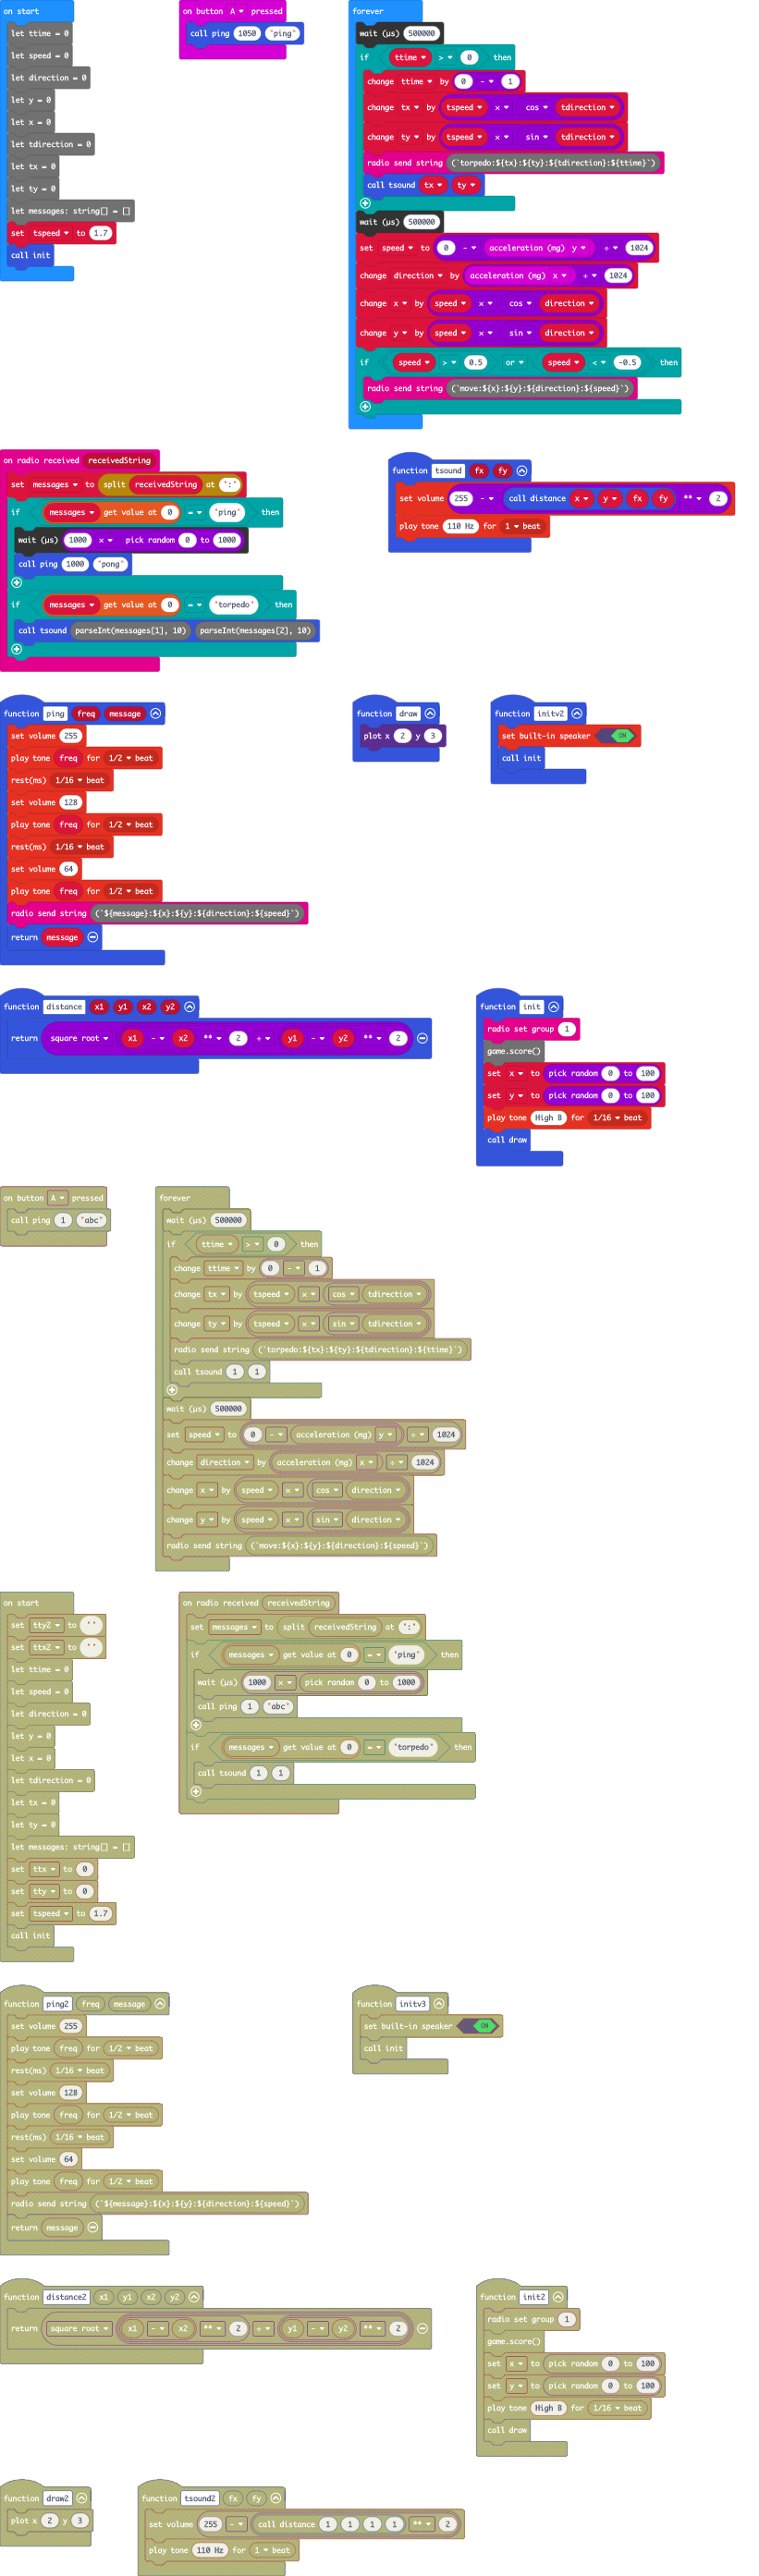 on start
let ttime = 0
let speed = 0
let direction = 0
let y = 0
let x = 0
let tdirection = 0
let tx = 0
let ty = 0
let messages: string[] = []
set tspeed to 1.7
call init
on button A pressed
call ping 1050 "ping"
forever
wait (µs) 500000
if ttime > 0 then
change ttime by 0 - 1
change tx by tspeed × cos tdirection
change ty by tspeed × sin tdirection
radio send string (`torpedo:${tx}:${ty}:${tdirection}:${ttime}`)
call tsound tx ty
wait (µs) 500000
set speed to 0 - acceleration (mg) y ÷ 1024
change direction by acceleration (mg) x ÷ 1024
change x by speed × cos direction
change y by speed × sin direction
if speed > 0.5 or speed < -0.5 then
radio send string (`move:${x}:${y}:${direction}:${speed}`)
on radio received receivedString
set messages to split receivedString at ":"
if messages get value at 0 = "ping" then
wait (µs) 1000 × pick random 0 to 1000
call ping 1000 "pong"
if messages get value at 0 = "torpedo" then
call tsound parseInt(messages[1], 10) parseInt(messages[2], 10)
function tsound fx fy
set volume 255 - call distance x y fx fy ** 2
play tone 110 Hz for 1 beat
function ping freq message
set volume 255
play tone freq for 1/2 beat
rest(ms) 1/16 beat
set volume 128
play tone freq for 1/2 beat
rest(ms) 1/16 beat
set volume 64
play tone freq for 1/2 beat
radio send string (`${message}:${x}:${y}:${direction}:${speed}`)
return message
function draw
plot x 2 y 3
function initv2
set built-in speaker ON
call init
function distance x1 y1 x2 y2
return square root x1 - x2 ** 2 + y1 - y2 ** 2
function init
radio set group 1
game.score()
set x to pick random 0 to 100
set y to pick random 0 to 100
play tone High B for 1/16 beat
call draw
on button A pressed
call ping 1 "abc"
forever
wait (µs) 500000
if ttime > 0 then
change ttime by 0 - 1
change tx by tspeed × cos tdirection
change ty by tspeed × sin tdirection
radio send string (`torpedo:${tx}:${ty}:${tdirection}:${ttime}`)
call tsound 1 1
wait (µs) 500000
set speed to 0 - acceleration (mg) y ÷ 1024
change direction by acceleration (mg) x ÷ 1024
change x by speed × cos direction
change y by speed × sin direction
radio send string (`move:${x}:${y}:${direction}:${speed}`)
on start
set tty2 to ""
set ttx2 to ""
let ttime = 0
let speed = 0
let direction = 0
let y = 0
let x = 0
let tdirection = 0
let tx = 0
let ty = 0
let messages: string[] = []
set ttx to 0
set tty to 0
set tspeed to 1.7
call init
on radio received receivedString
set messages to split receivedString at ":"
if messages get value at 0 = "ping" then
wait (µs) 1000 × pick random 0 to 1000
call ping 1 "abc"
if messages get value at 0 = "torpedo" then
call tsound 1 1
function ping2 freq message
set volume 255
play tone freq for 1/2 beat
rest(ms) 1/16 beat
set volume 128
play tone freq for 1/2 beat
rest(ms) 1/16 beat
set volume 64
play tone freq for 1/2 beat
radio send string (`${message}:${x}:${y}:${direction}:${speed}`)
return message
function initv3
set built-in speaker ON
call init
function distance2 x1 y1 x2 y2
return square root x1 - x2 ** 2 + y1 - y2 ** 2
function init2
radio set group 1
game.score()
set x to pick random 0 to 100
set y to pick random 0 to 100
play tone High B for 1/16 beat
call draw
function draw2
plot x 2 y 3
function tsound2 fx fy
set volume 255 - call distance 1 1 1 1 ** 2
play tone 110 Hz for 1 beat